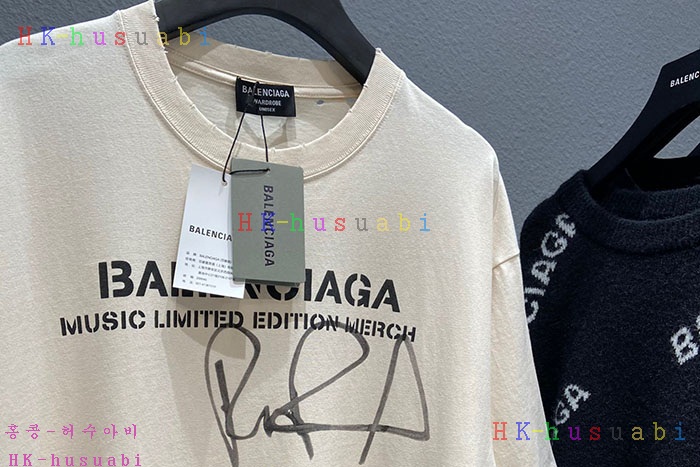 HK-husuabi
BALENCIAGA
WARDROBE
UNISEX
BALENCIAGA
BALENCIAGA
BALENCIAGA
HK-husuabi
BALENCIAGA
MUSIC LIMITED EDITION MERCH
HK-husuabi
홍콩-허수아비
HK-husuabi